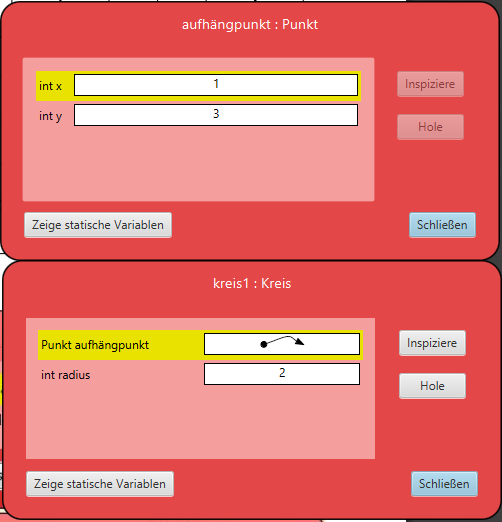 aufhängpunkt : Punkt
int x 1
Inspiziere
int y 3
Hole
Zeige statische Variablen
Schließen
kreis1 : Kreis
Punkt aufhängpunkt
Inspiziere
int radius 2
Hole
Zeige statische Variablen
Schließen